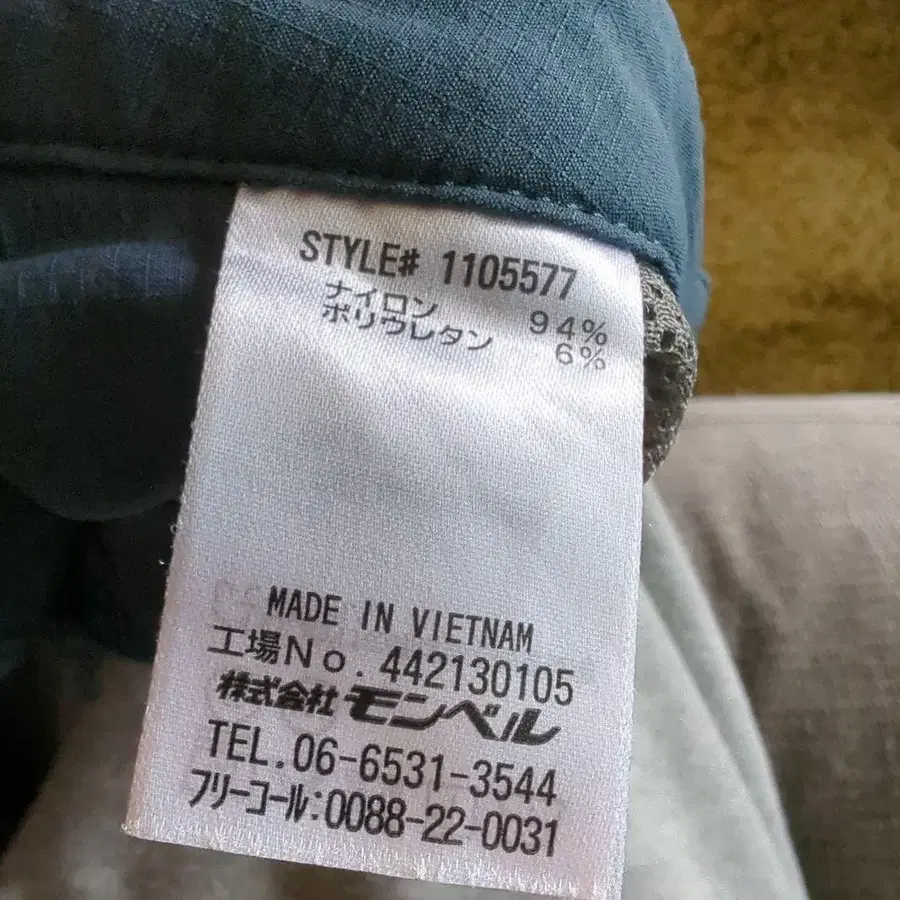 STYLE# 1105577
ナイロン 94%
ポリウレタン 6%
MADE IN VIETNAM
工場No. 442130105
株式会社モンベル
TEL.06-6531-3544
フリーコール:0088-22-0031